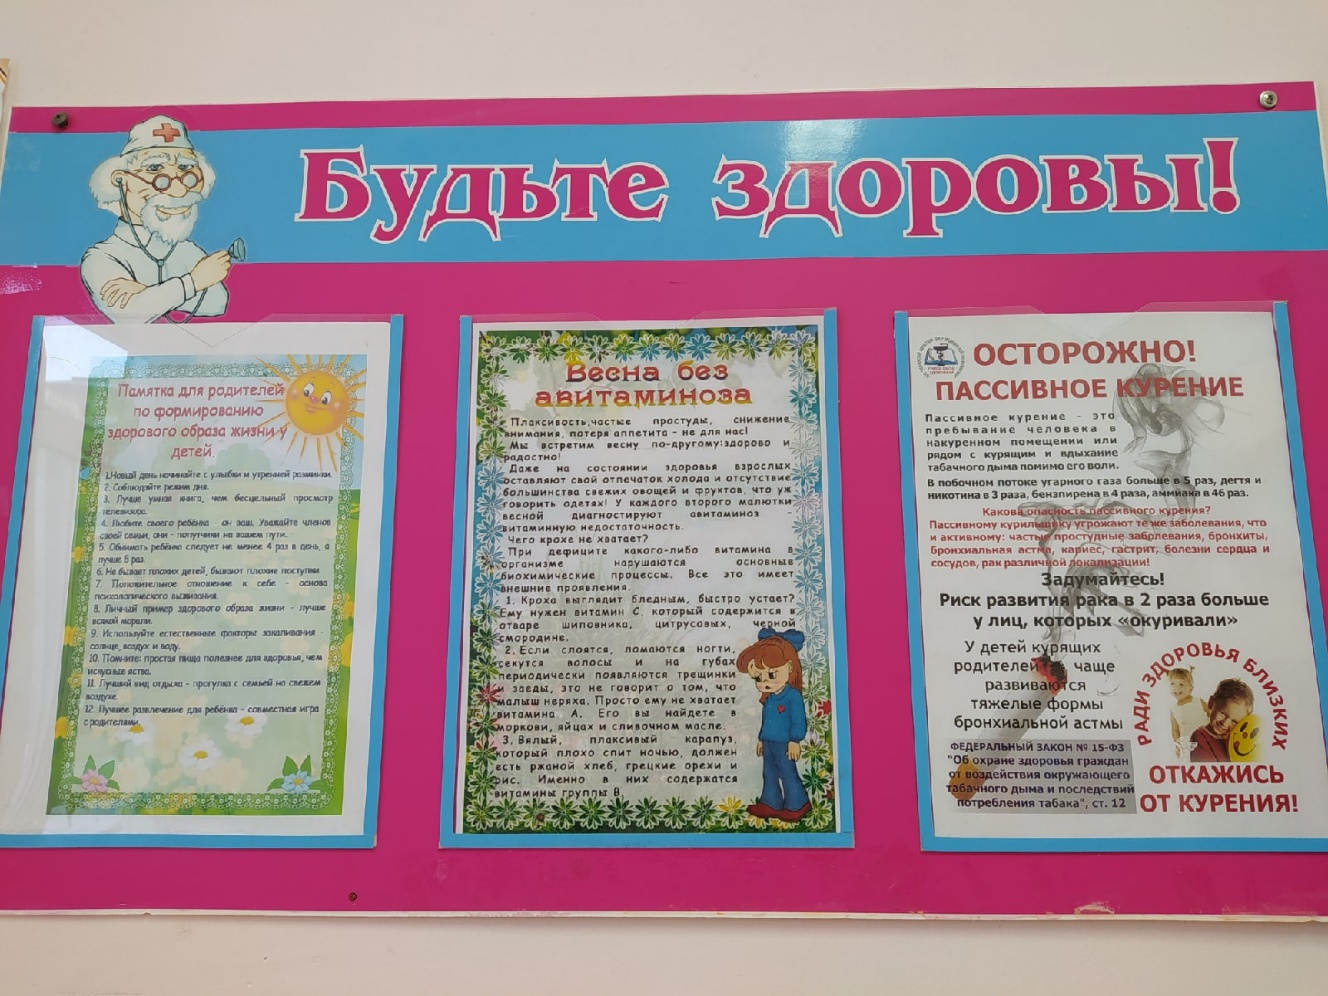 Будьте здоровы!
Памятка для родителей
по формированию
здорового образа жизни у
детей
1.Новый день начинайте с улыбки и утренней разминки.
2. Соблюдайте режим дня.
3. Лучше умная книга, чем бесцельный просмотр
телевизора.
4. Любите своего ребёнка - он ваш. Уважайте членов
своей семьи, они - попутчики на вашем пути.
5. Обнимать ребёнка следует не менее 4 раз в день, а
лучше 8 раз.
6. Не бывает плохих детей, бывают плохие поступки.
7. Положительное отношение к себе - основа
психологического выживания.
8. Личный пример здорового образа жизни - лучше
всякой морали.
9. Используйте естественные факторы закаливания -
солнце, воздух и воду.
10. Помните: простая пища полезнее для здоровья, чем
искусные яства.
11. Лучший вид отдыха - прогулка с семьей на свежем
воздухе.
12. Лучшее развлечение для ребёнка - совместная игра
с родителями.
Весна без
авитаминоза
Плаксивость,частые простуды, снижение
внимания, потеря аппетита - не для нас!
Мы встретим весну по-другому:здорово и
радостно!
Даже на состоянии здоровья взрослых
оставляют свой отпечаток холода и отсутствие
большинства свежих овощей и фруктов, что уж
говорить одетях! У каждого второго малютки
весной диагностируют авитаминоз -
витаминную недостаточность.
Чего крохе не хватает?
При дефиците какого-либо витамина в
организме нарушаются основные
биохимические процессы. Все это имеет
внешние проявления.
1. Кроха выглядит бледным, быстро устает?
Ему нужен витамин С, который содержится в
отваре шиповника, цитрусовых, черной
смородине.
2. Если слоятся, ломаются ногти,
секутся волосы и на губах
периодически появляются трещинки
и заеды, это не говорит о том, что
малыш неряха. Просто ему не хватает
витамина А. Его вы найдете в
моркови, яйцах и сливочном масле.
3. Вялый, плаксивый карапуз,
который плохо спит ночью, должен
есть ржаной хлеб, грецкие орехи и
рис. Именно в них содержатся
витамины группы В.
ОСТОРОЖНО!
ПАССИВНОЕ КУРЕНИЕ
Пассивное курение - это
пребывание человека в
накуренном помещении или
рядом с курящим и вдыхание
табачного дыма помимо его воли.
В побочном потоке угарного газа больше в 5 раз, дегтя и
никотина в 3 раза, бензпирена в 4 раза, аммиака в 46 раз.
Какова опасность пассивного курения?
Пассивному курильщику угрожают те же заболевания, что
и активному: частые простудные заболевания, бронхиты,
Бронхиальная астма, кариес, гастрит, болезни сердца и
сосудов, рак различной локализации!
Задумайтесь!
Риск развития рака в 2 раза больше
у лиц, которых «окуривали»
У детей курящих
родителей чаще
развиваются
тяжелые формы
бронхиальной астмы
РАДИ ЗДОРОВЬЯ БЛИЗКИХ
ОТКАЖИСЬ
ОТ КУРЕНИЯ!
ФЕДЕРАЛЬНЫЙ ЗАКОН № 15-ФЗ
"Об охране здоровья граждан
от воздействия окружающего
табачного дыма и последствий
потребления табака", ст. 12